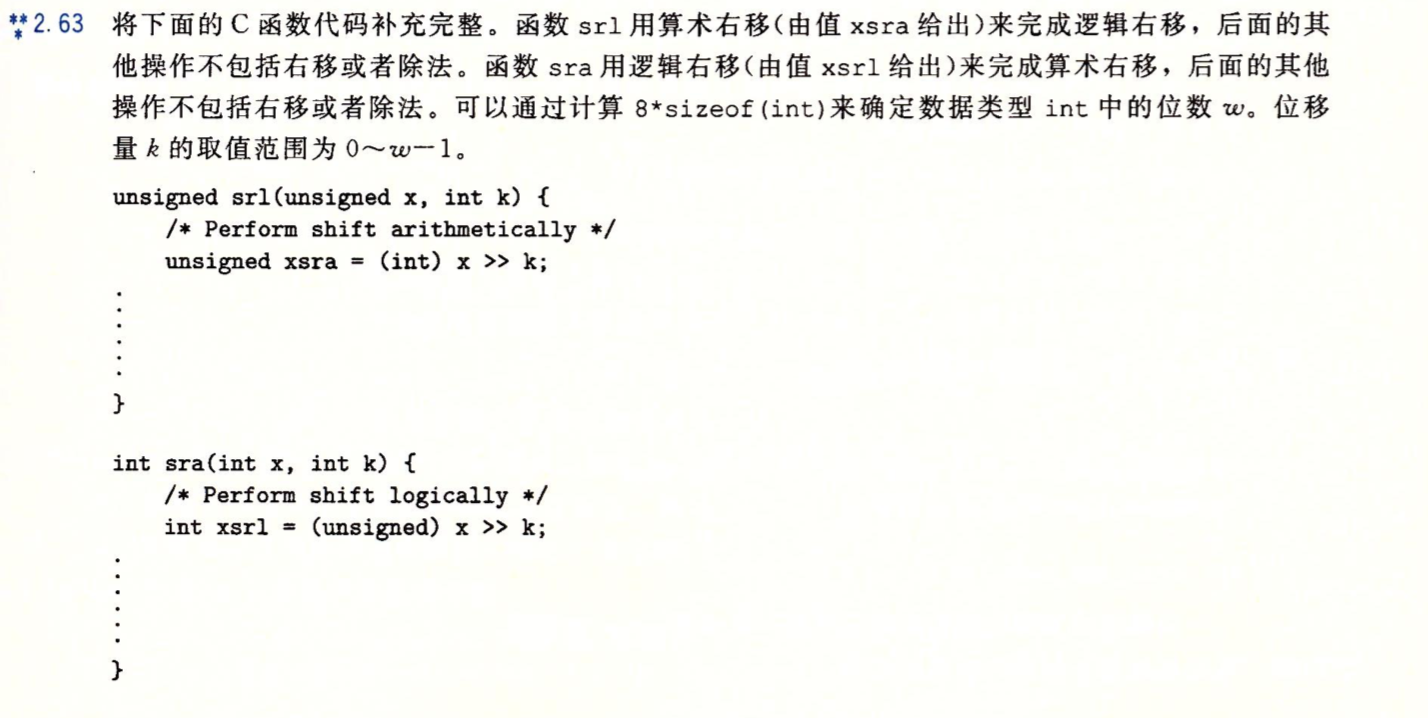 *** 2.63 将下面的 C 函数代码补充完整。函数 srl 用算术右移(由值 xsra 给出)来完成逻辑右移，后面的其
他操作不包括右移或者除法。函数 sra 用逻辑右移(由值 xsrl 给出)来完成算术右移，后面的其他
操作不包括右移或者除法。可以通过计算 8*sizeof(int)来确定数据类型 int 中的位数 w。位移
量 k 的取值范围为 0～w－1。
unsigned srl(unsigned x, int k) {
/* Perform shift arithmetically */
unsigned xsra = (int) x >> k;
.
.
.
.
.
.
}
int sra(int x, int k) {
/* Perform shift logically */
int xsrl = (unsigned) x >> k;
.
.
.
.
.
.
}